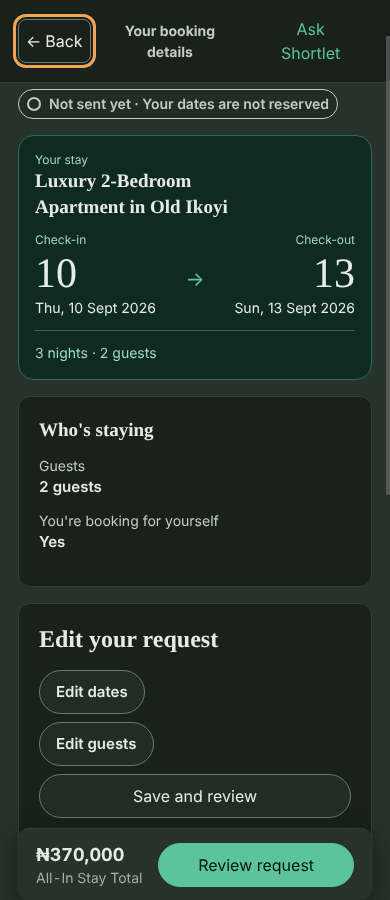 ← Back
Your booking
details
Ask
Shortlet
Not sent yet · Your dates are not reserved
Your stay
Luxury 2-Bedroom
Apartment in Old Ikoyi
Check-in
Check-out
10
→
13
Thu, 10 Sept 2026
Sun, 13 Sept 2026
3 nights · 2 guests
Who's staying
Guests
2 guests
You're booking for yourself
Yes
Edit your request
Edit dates
Edit guests
Save and review
₦370,000
All-In Stay Total
Review request